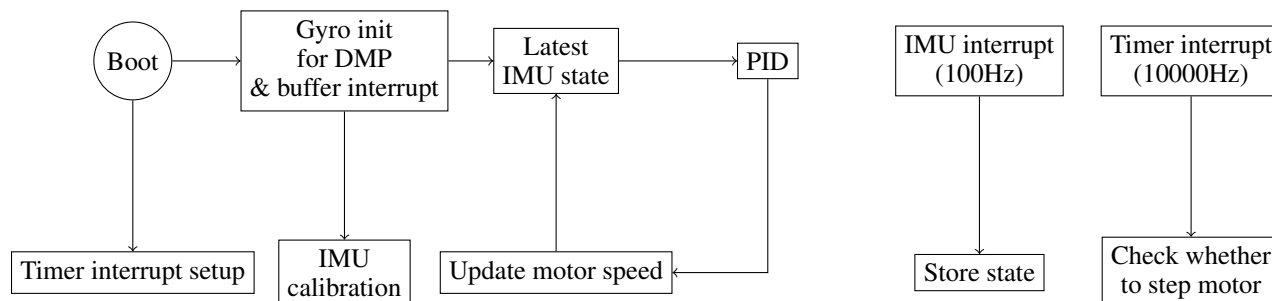 Boot
Gyro init
for DMP
& buffer interrupt
Latest
IMU state
PID
IMU interrupt
(100Hz)
Timer interrupt
(10000Hz)
Timer interrupt setup
IMU
calibration
Update motor speed
Store state
Check whether
to step motor